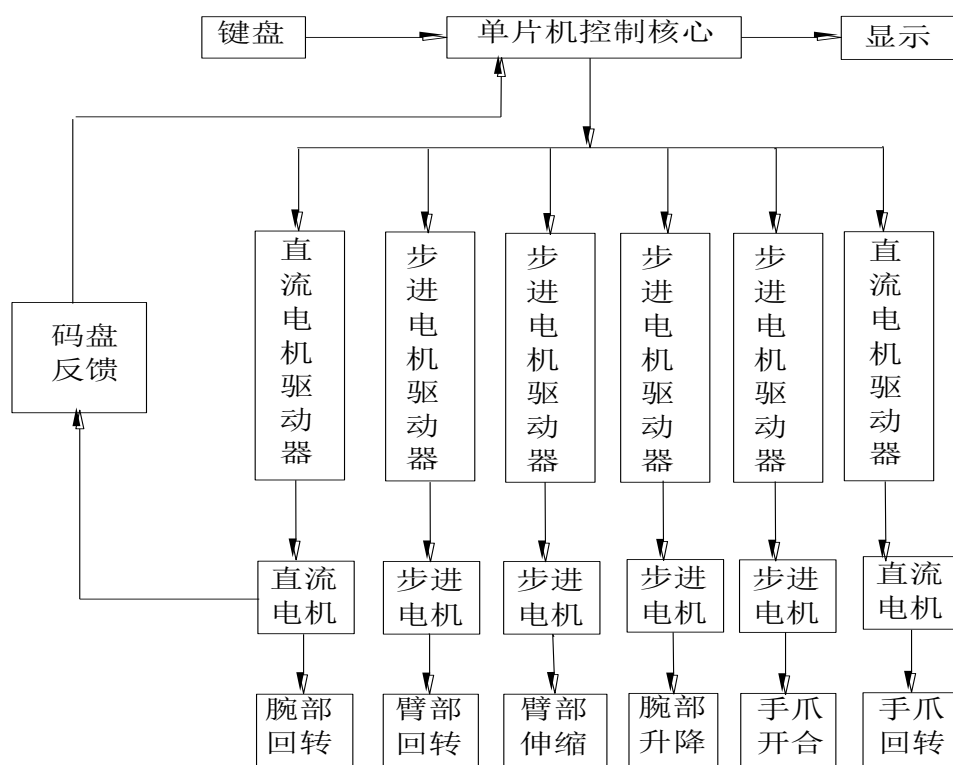 键盘
单片机控制核心
显示
码盘
反馈
直流电机驱动器
步进电机驱动器
步进电机驱动器
步进电机驱动器
步进电机驱动器
直流电机驱动器
直流
电机
步进
电机
步进
电机
步进
电机
步进
电机
直流
电机
腕部
回转
臂部
回转
臂部
伸缩
腕部
升降
手爪
开合
手爪
回转